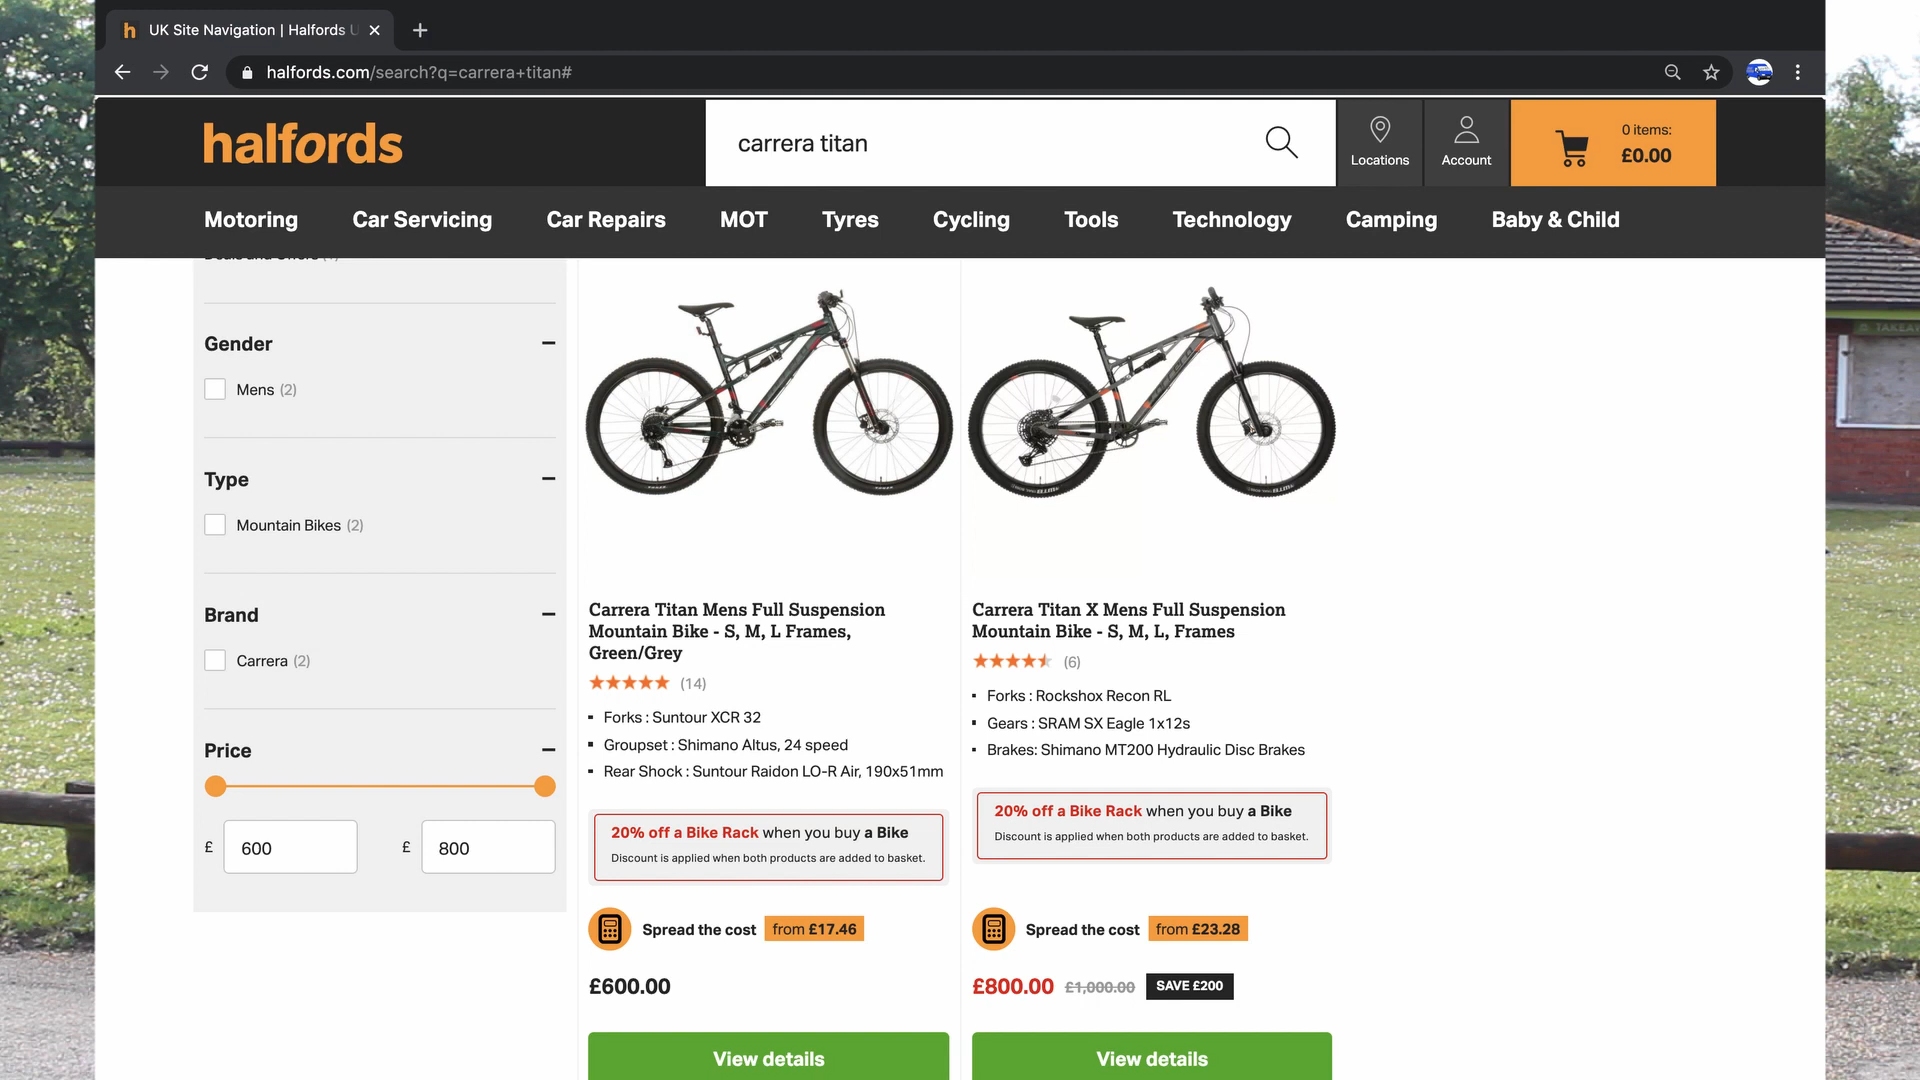 UK Site Navigation | Halfords U
halfords.com/search?q=carrera+titan#
halfords
carrera titan
Locations
Account
0 items:
£0.00
Motoring
Car Servicing
Car Repairs
MOT
Tyres
Cycling
Tools
Technology
Camping
Baby & Child
Deals and Offers
Gender
Mens (2)
Type
Mountain Bikes (2)
Brand
Carrera (2)
Price
£ 600 £ 800
Carrera Titan Mens Full Suspension
Mountain Bike - S, M, L Frames,
Green/Grey
(14)
Forks : Suntour XCR 32
Groupset : Shimano Altus, 24 speed
Rear Shock : Suntour Raidon LO-R Air, 190x51mm
20% off a Bike Rack when you buy a Bike
Discount is applied when both products are added to basket.
Spread the cost from £17.46
£600.00
View details
Carrera Titan X Mens Full Suspension
Mountain Bike - S, M, L, Frames
(6)
Forks : Rockshox Recon RL
Gears : SRAM SX Eagle 1x12s
Brakes: Shimano MT200 Hydraulic Disc Brakes
20% off a Bike Rack when you buy a Bike
Discount is applied when both products are added to basket.
Spread the cost from £23.28
£800.00 £1,000.00 SAVE £200
View details